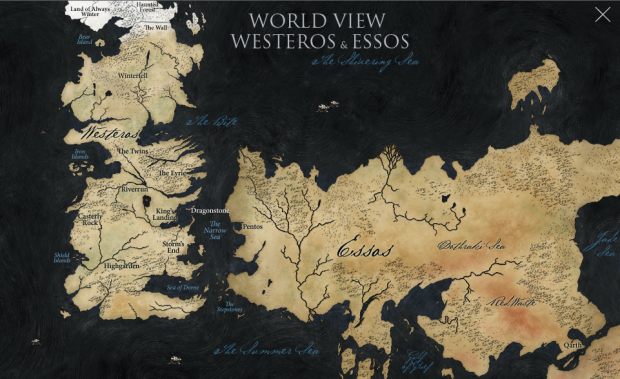 WORLD VIEW
WESTEROS & ESSOS
Land of Always
Winter
Haunted
Forest
The Wall
Bear
Island
The Shivering Sea
Winterfell
The Bite
Westeros
The Twins
Iron
Islands
The Eyrie
Riverrun
Casterly
Rock
King's
Landing
Dragonstone
The
Narrow
Sea
Pentos
Storm's
End
Essos
Dothraki Sea
Jade
Sea
Shield
Islands
Highgarden
Sea of Dorne
The
Stepstones
Red Waste
The Summer Sea
Qarth